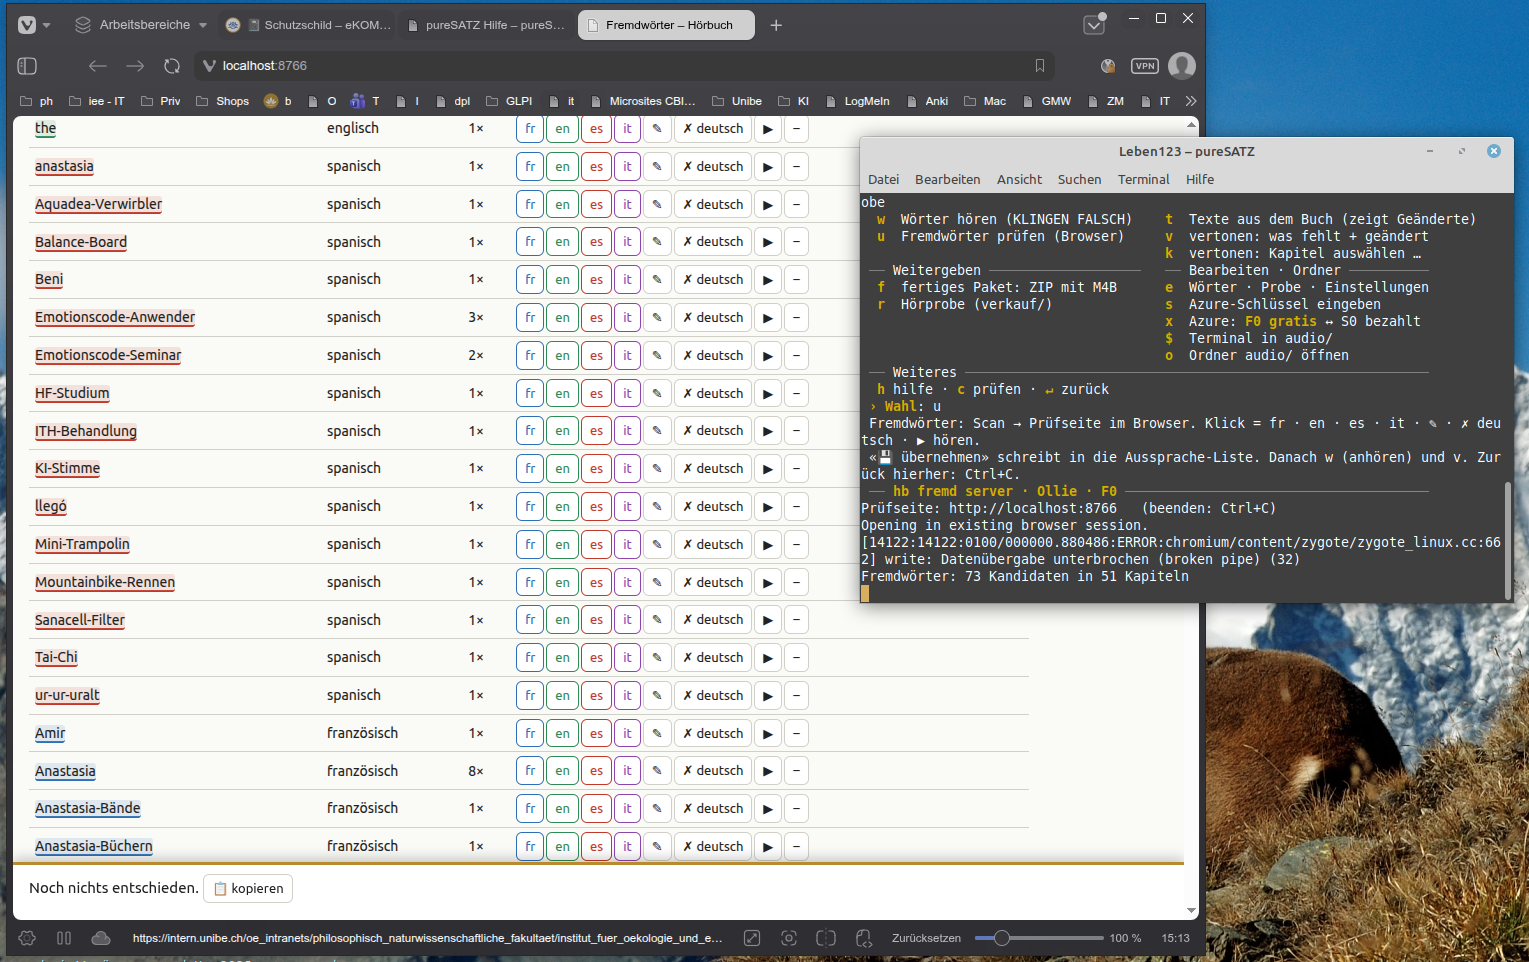 Arbeitsbereiche
Schutzschild – eKOM…
pureSATZ Hilfe – pureS…
Fremdwörter – Hörbuch
localhost:8766
VPN
ph
iee - IT
Priv
Shops
b
O
T
I
dpl
GLPI
it
Microsites CBI…
Unibe
KI
LogMeIn
Anki
Mac
GMW
ZM
IT
the englisch 1× fr en es it ✎ ✗ deutsch ▶ –
anastasia spanisch 1× fr en es it ✎ ✗ deutsch ▶ –
Aquadea-Verwirbler spanisch 1× fr en es it ✎ ✗ deutsch ▶ –
Balance-Board spanisch 1× fr en es it ✎ ✗ deutsch ▶ –
Beni spanisch 1× fr en es it ✎ ✗ deutsch ▶ –
Emotionscode-Anwender spanisch 3× fr en es it ✎ ✗ deutsch ▶ –
Emotionscode-Seminar spanisch 2× fr en es it ✎ ✗ deutsch ▶ –
HF-Studium spanisch 1× fr en es it ✎ ✗ deutsch ▶ –
ITH-Behandlung spanisch 1× fr en es it ✎ ✗ deutsch ▶ –
KI-Stimme spanisch 1× fr en es it ✎ ✗ deutsch ▶ –
llegó spanisch 1× fr en es it ✎ ✗ deutsch ▶ –
Mini-Trampolin spanisch 1× fr en es it ✎ ✗ deutsch ▶ –
Mountainbike-Rennen spanisch 1× fr en es it ✎ ✗ deutsch ▶ –
Sanacell-Filter spanisch 1× fr en es it ✎ ✗ deutsch ▶ –
Tai-Chi spanisch 1× fr en es it ✎ ✗ deutsch ▶ –
ur-ur-uralt spanisch 1× fr en es it ✎ ✗ deutsch ▶ –
Amir französisch 1× fr en es it ✎ ✗ deutsch ▶ –
Anastasia französisch 8× fr en es it ✎ ✗ deutsch ▶ –
Anastasia-Bände französisch 1× fr en es it ✎ ✗ deutsch ▶ –
Anastasia-Büchern französisch 1× fr en es it ✎ ✗ deutsch ▶ –
Noch nichts entschieden. 📋 kopieren
https://intern.unibe.ch/oe_intranets/philosophisch_naturwissenschaftliche_fakultaet/institut_fuer_oekologie_und_e…
Zurücksetzen
100 %
15:13
Leben123 – pureSATZ
Datei Bearbeiten Ansicht Suchen Terminal Hilfe
obe
w Wörter hören (KLINGEN FALSCH) t Texte aus dem Buch (zeigt Geänderte)
u Fremdwörter prüfen (Browser) v vertonen: was fehlt + geändert
k vertonen: Kapitel auswählen …
── Weitergeben ── ── Bearbeiten · Ordner ──
f fertiges Paket: ZIP mit M4B e Wörter · Probe · Einstellungen
r Hörprobe (verkauf/) s Azure-Schlüssel eingeben
x Azure: F0 gratis ↔ S0 bezahlt
$ Terminal in audio/
o Ordner audio/ öffnen
── Weiteres ──
h hilfe · c prüfen · ↵ zurück
› Wahl: u
Fremdwörter: Scan → Prüfseite im Browser. Klick = fr · en · es · it · ✎ · ✗ deu
tsch · ▶ hören.
«💾 übernehmen» schreibt in die Aussprache-Liste. Danach w (anhören) und v. Zur
ück hierher: Ctrl+C.
── hb fremd server · Ollie · F0 ──
Prüfseite: http://localhost:8766 (beenden: Ctrl+C)
Opening in existing browser session.
[14122:14122:0100/000000.880486:ERROR:chromium/content/zygote/zygote_linux.cc:66
2] write: Datenübergabe unterbrochen (broken pipe) (32)
Fremdwörter: 73 Kandidaten in 51 Kapiteln